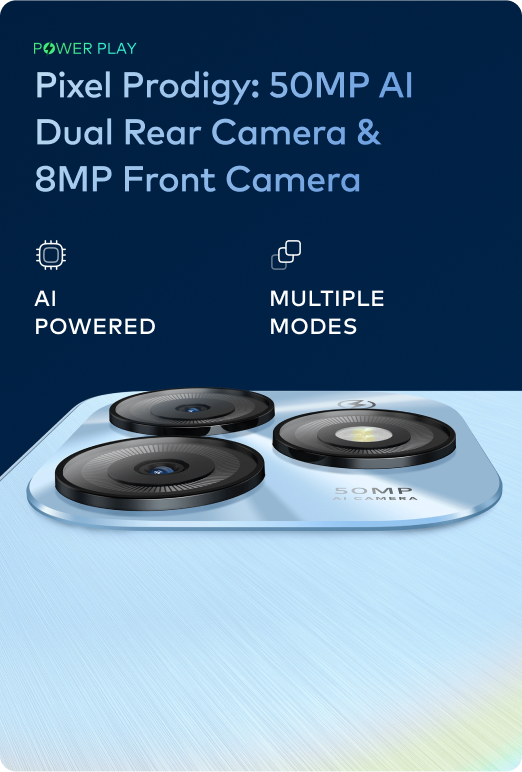 POWER PLAY
Pixel Prodigy: 50MP AI
Dual Rear Camera &
8MP Front Camera
AI
POWERED
MULTIPLE
MODES
50MP
AI CAMERA